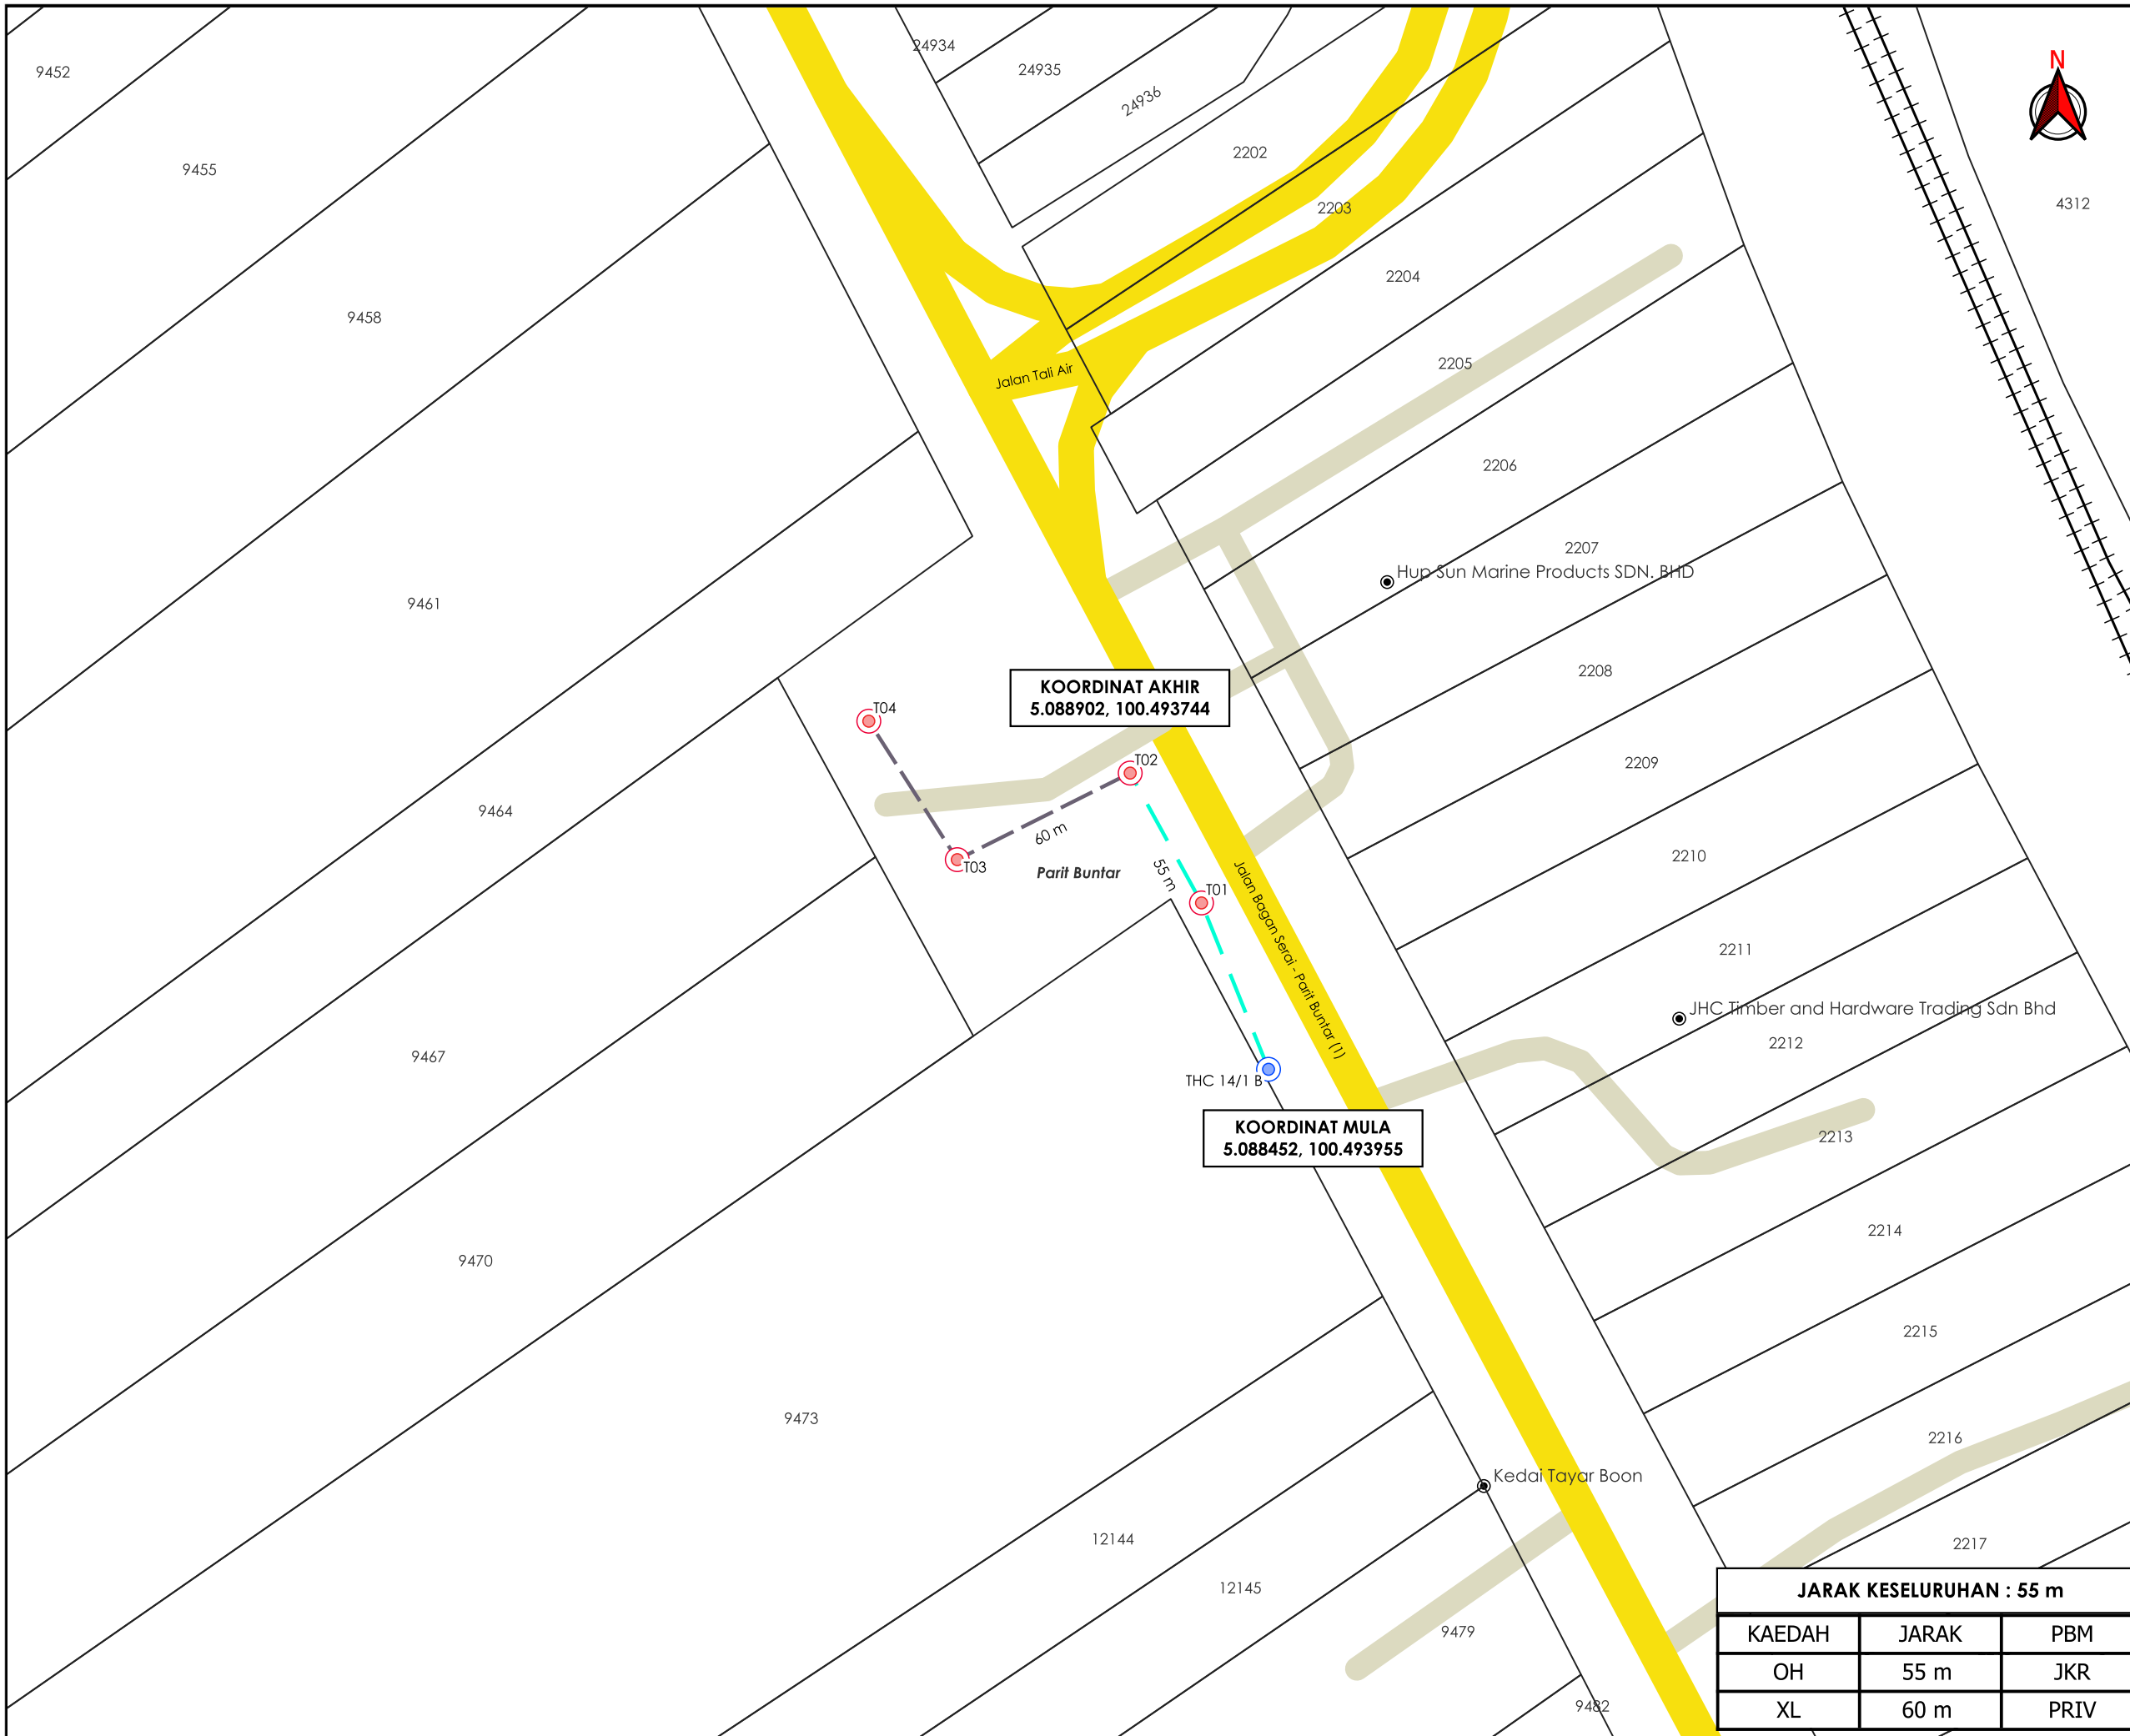 24934
N
9452
24935
24936
2202
9455
4312
2203
2204
9458
2205
Jalan Tali Air
2206
2207
Hup Sun Marine Products SDN. BHD
9461
2208
KOORDINAT AKHIR
5.088902, 100.493744
T04
T02
2209
9464
60 m
T03
Parit Buntar
55 m
T01
2210
Jalan Bagan Serai - Parit Buntar (1)
2211
JHC Timber and Hardware Trading Sdn Bhd
2212
9467
THC 14/1 B
KOORDINAT MULA
5.088452, 100.493955
2213
2214
9470
2215
9473
2216
Kedai Tayar Boon
12144
2217
12145
9479
9482
JARAK KESELURUHAN : 55 m
KAEDAH JARAK PBM
OH 55 m JKR
XL 60 m PRIV